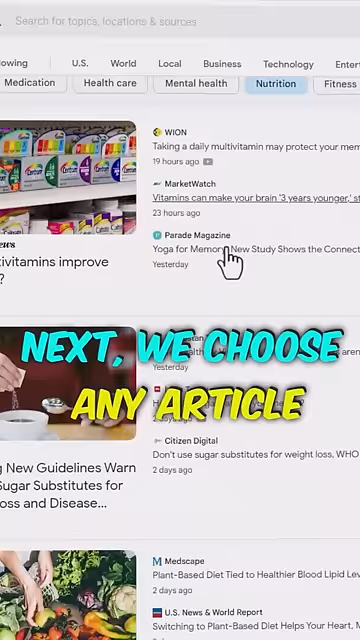 Search for topics, locations & sources
lowing U.S. World Local Business Technology Enter
Medication Health care Mental health Nutrition Fitness
WION
Taking a daily multivitamin may protect your mem
19 hours ago
MarketWatch
Vitamins can make your brain '3 years younger,' st
23 hours ago
ews
tivitamins improve
?
Parade Magazine
Yoga for Memory New Study Shows the Connect
Yesterday
NEXT, WE CHOOSE
ANY ARTICLE
Yesterday
Citizen Digital
Don't use sugar substitutes for weight loss, WHO
2 days ago
g New Guidelines Warn
Sugar Substitutes for
oss and Disease...
Medscape
Plant-Based Diet Tied to Healthier Blood Lipid Lev
2 days ago
U.S. News & World Report
Switching to Plant-Based Diet Helps Your Heart, M